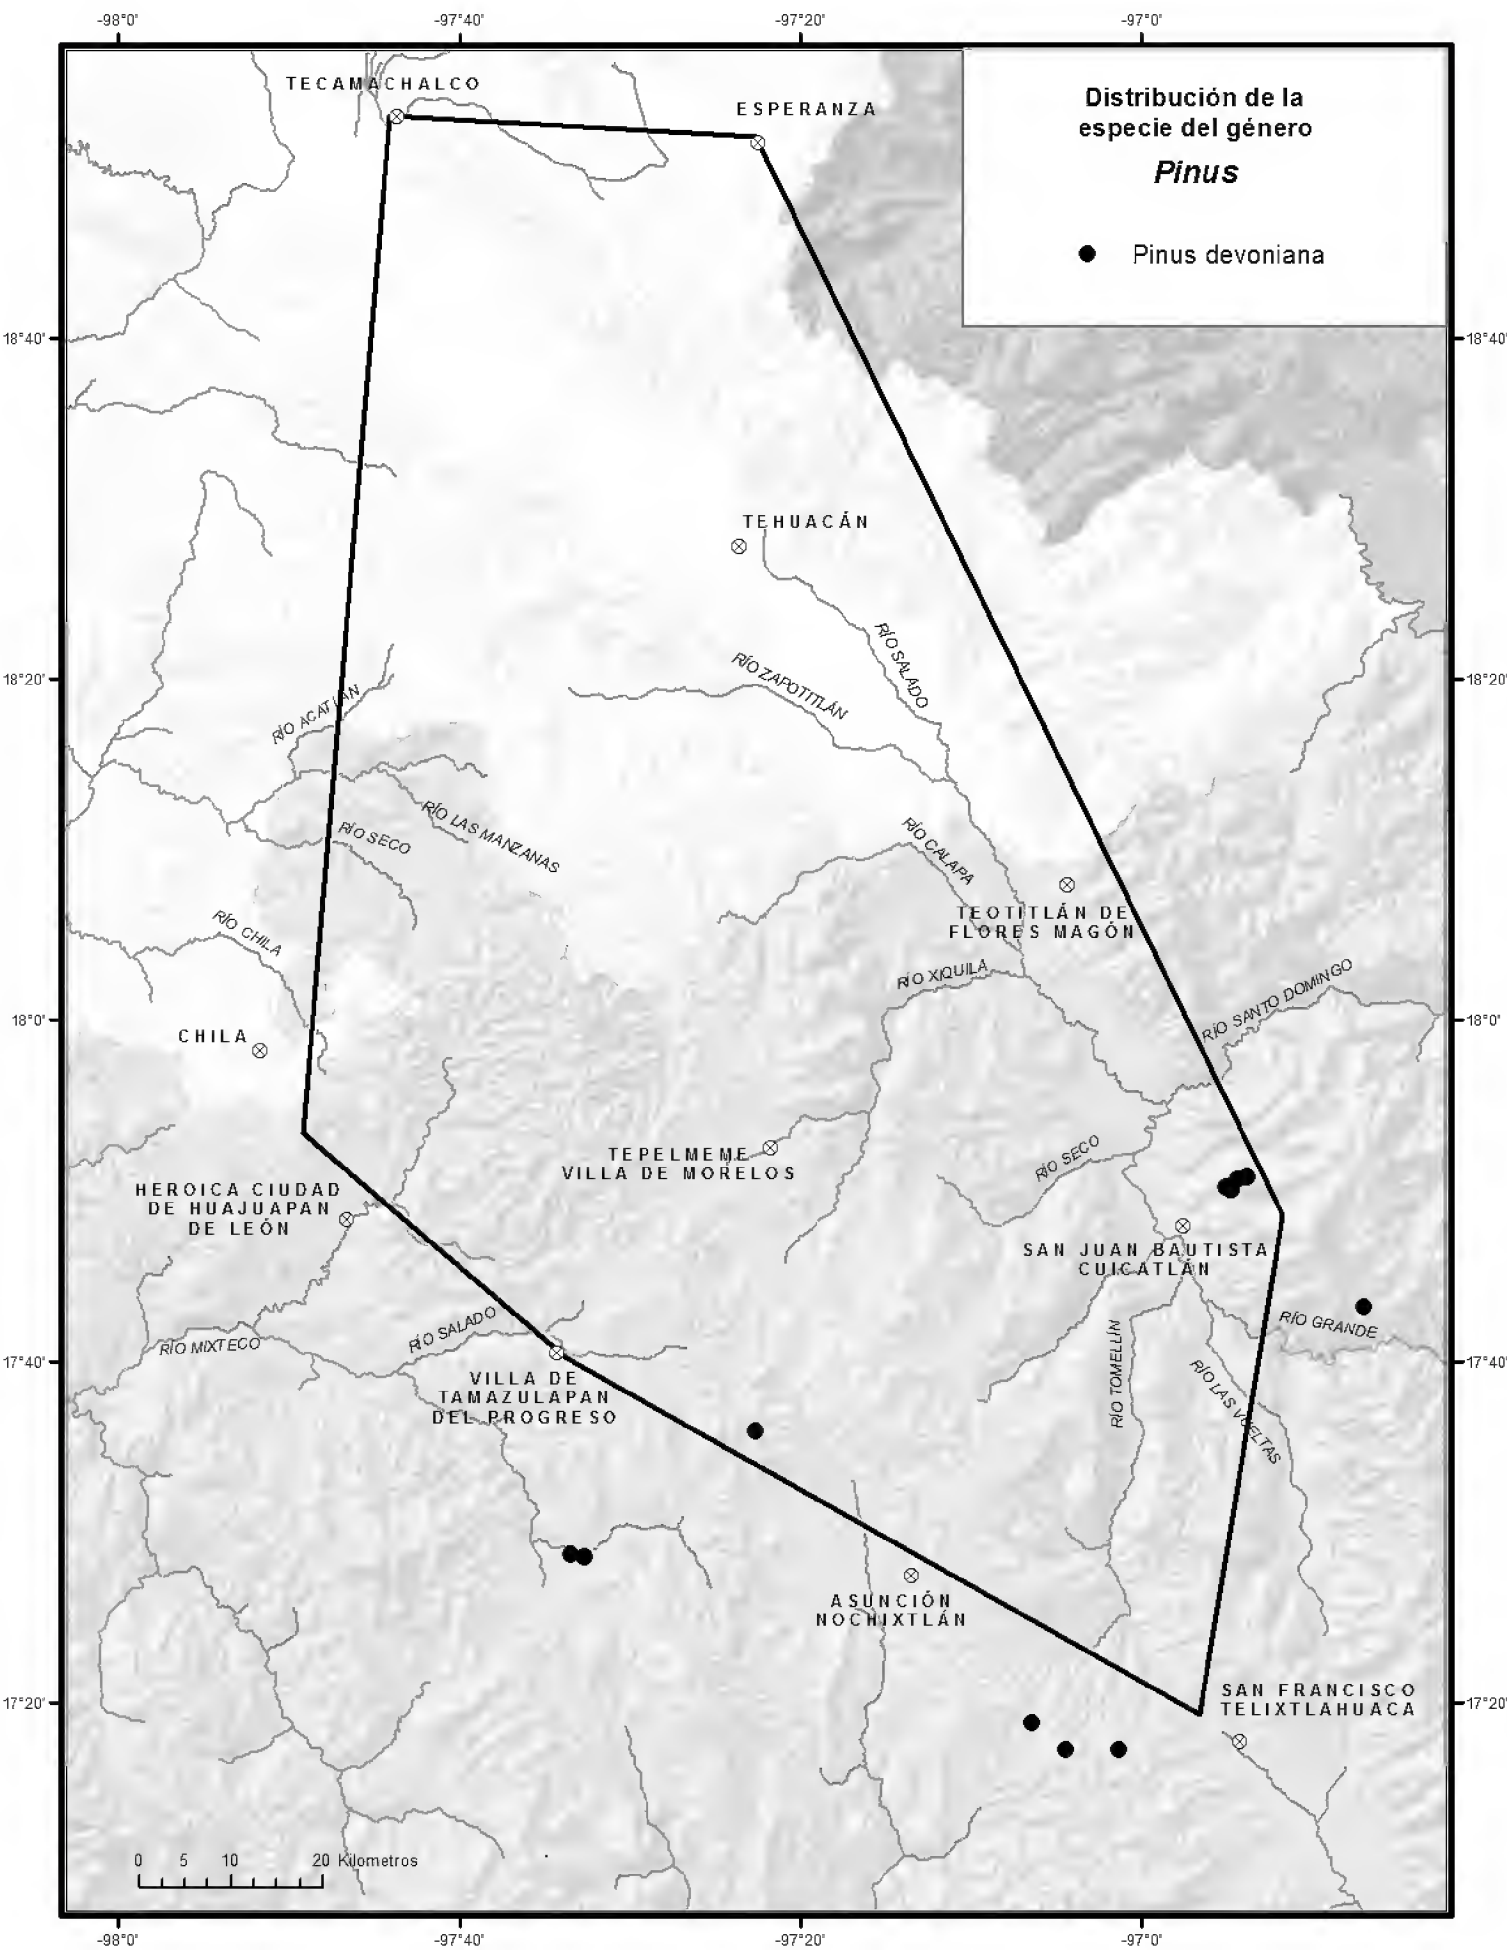 -98°0'
-97°40'
-97°20'
-97°0'
TECAMACHALCO
ESPERANZA
Distribución de la
especie del género
Pinus
Pinus devoniana
18°40'
18°40'
TEHUACÁN
RÍO SALADO
RÍO ZAPOTITLÁN
18°20'
18°20'
RÍO ACATLÁN
RÍO LAS MANZANAS
RÍO SECO
RÍO CALAPA
TEOTITLÁN DE
FLORES MAGÓN
RÍO CHILA
RÍO XIQUILA
RÍO SANTO DOMINGO
18°0'
18°0'
CHILA
TEPELMEME
VILLA DE MORELOS
RÍO SECO
HEROICA CIUDAD
DE HUAJUAPAN
DE LEÓN
SAN JUAN BAUTISTA
CUICATLÁN
RÍO GRANDE
RÍO SALADO
RÍO MIXTECO
RÍO TOMELLÍN
RÍO LAS VUELTAS
17°40'
17°40'
VILLA DE
TAMAZULAPAN
DEL PROGRESO
ASUNCIÓN
NOCHIXTLÁN
17°20'
17°20'
SAN FRANCISCO
TELIXTLAHUACA
0 5 10 20 Kilometros
-98°0'
-97°40'
-97°20'
-97°0'